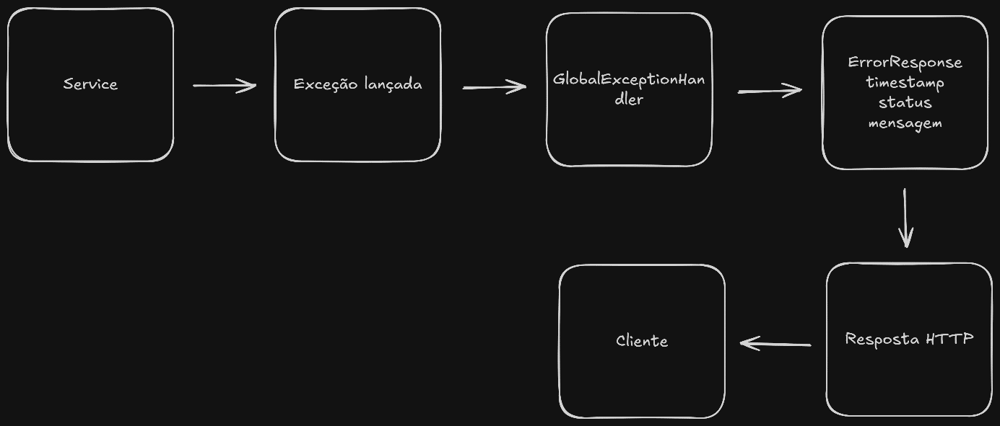 Service
Exceção lançada
GlobalExceptionHan
dler
ErrorResponse
timestamp
status
mensagem
Cliente
Resposta HTTP